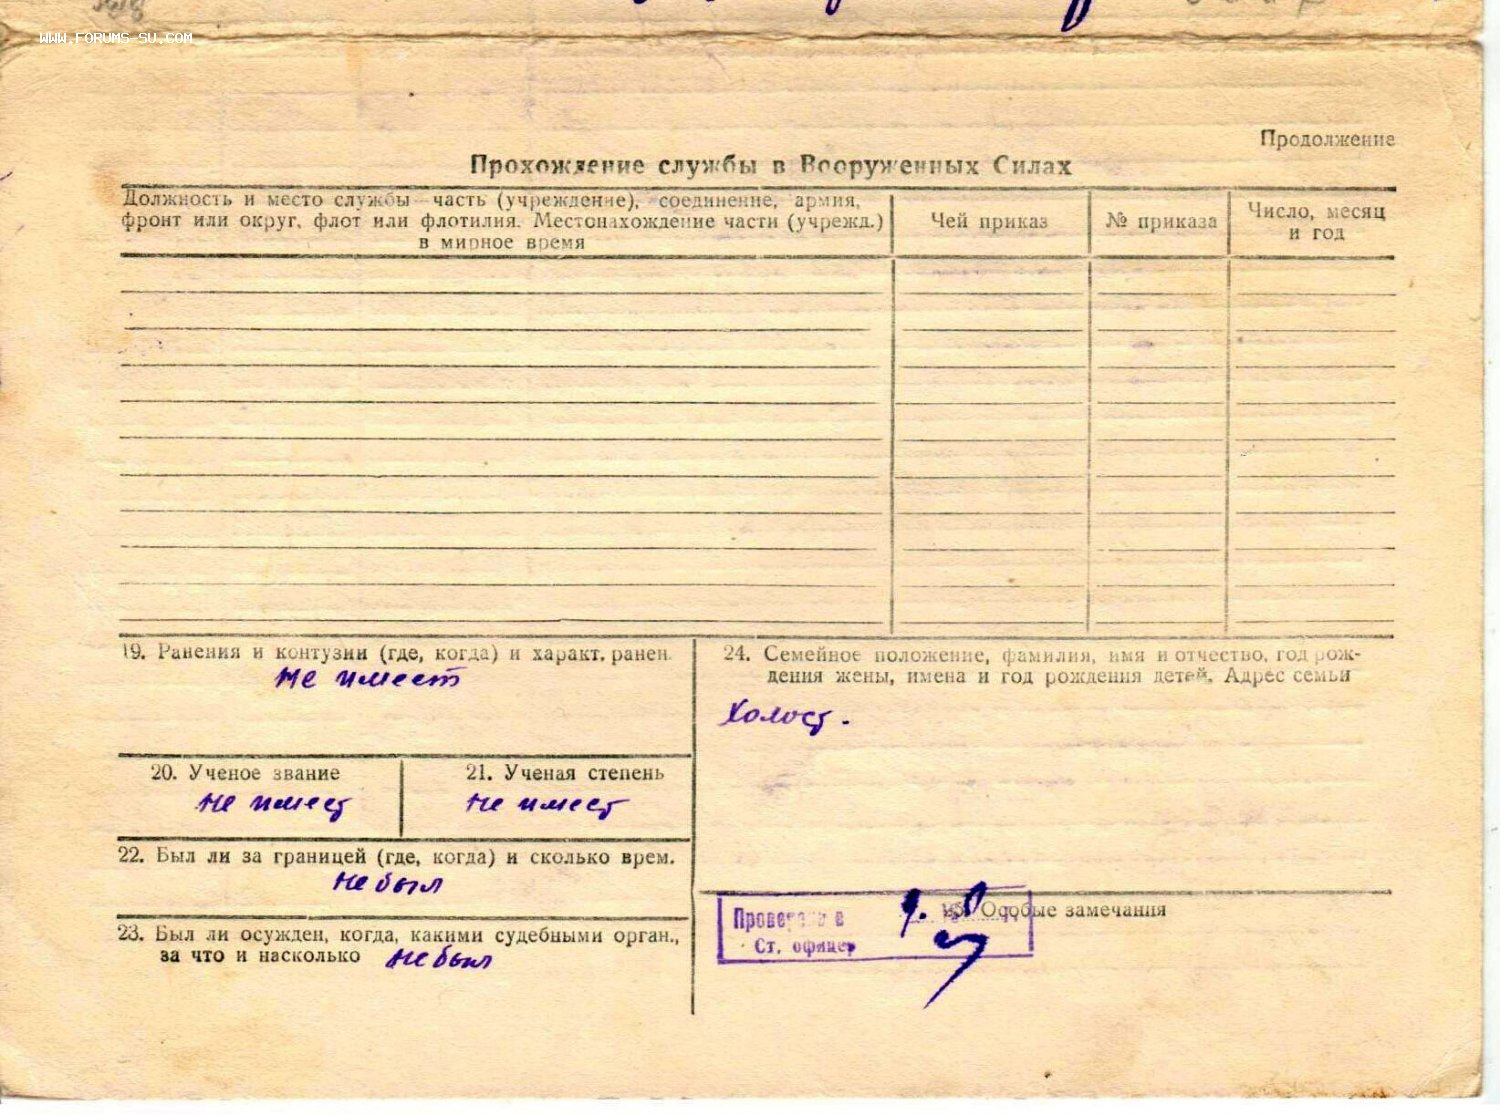 WWW.FORUMS-SU.COM
Продолжение
Прохождение службы в Вооруженных Силах
Должность и место службы—часть (учреждение), соединение, армия,
фронт или округ, флот или флотилия. Местонахождение части (учрежд.)
в мирное время
Чей приказ
№ приказа
Число, месяц
и год
19. Ранения и контузии (где, когда) и характ. ранен.
не имеет
20. Ученое звание
не имеет
21. Ученая степень
не имеет
22. Был ли за границей (где, когда) и сколько врем.
не был
23. Был ли осужден, когда, какими судебными орган.,
за что и насколько не был
24. Семейное положение, фамилия, имя и отчество, год рож-
дения жены, имена и год рождения детей. Адрес семьи
Холост.
25. Особые замечания
Проверено в
Ст. офицер